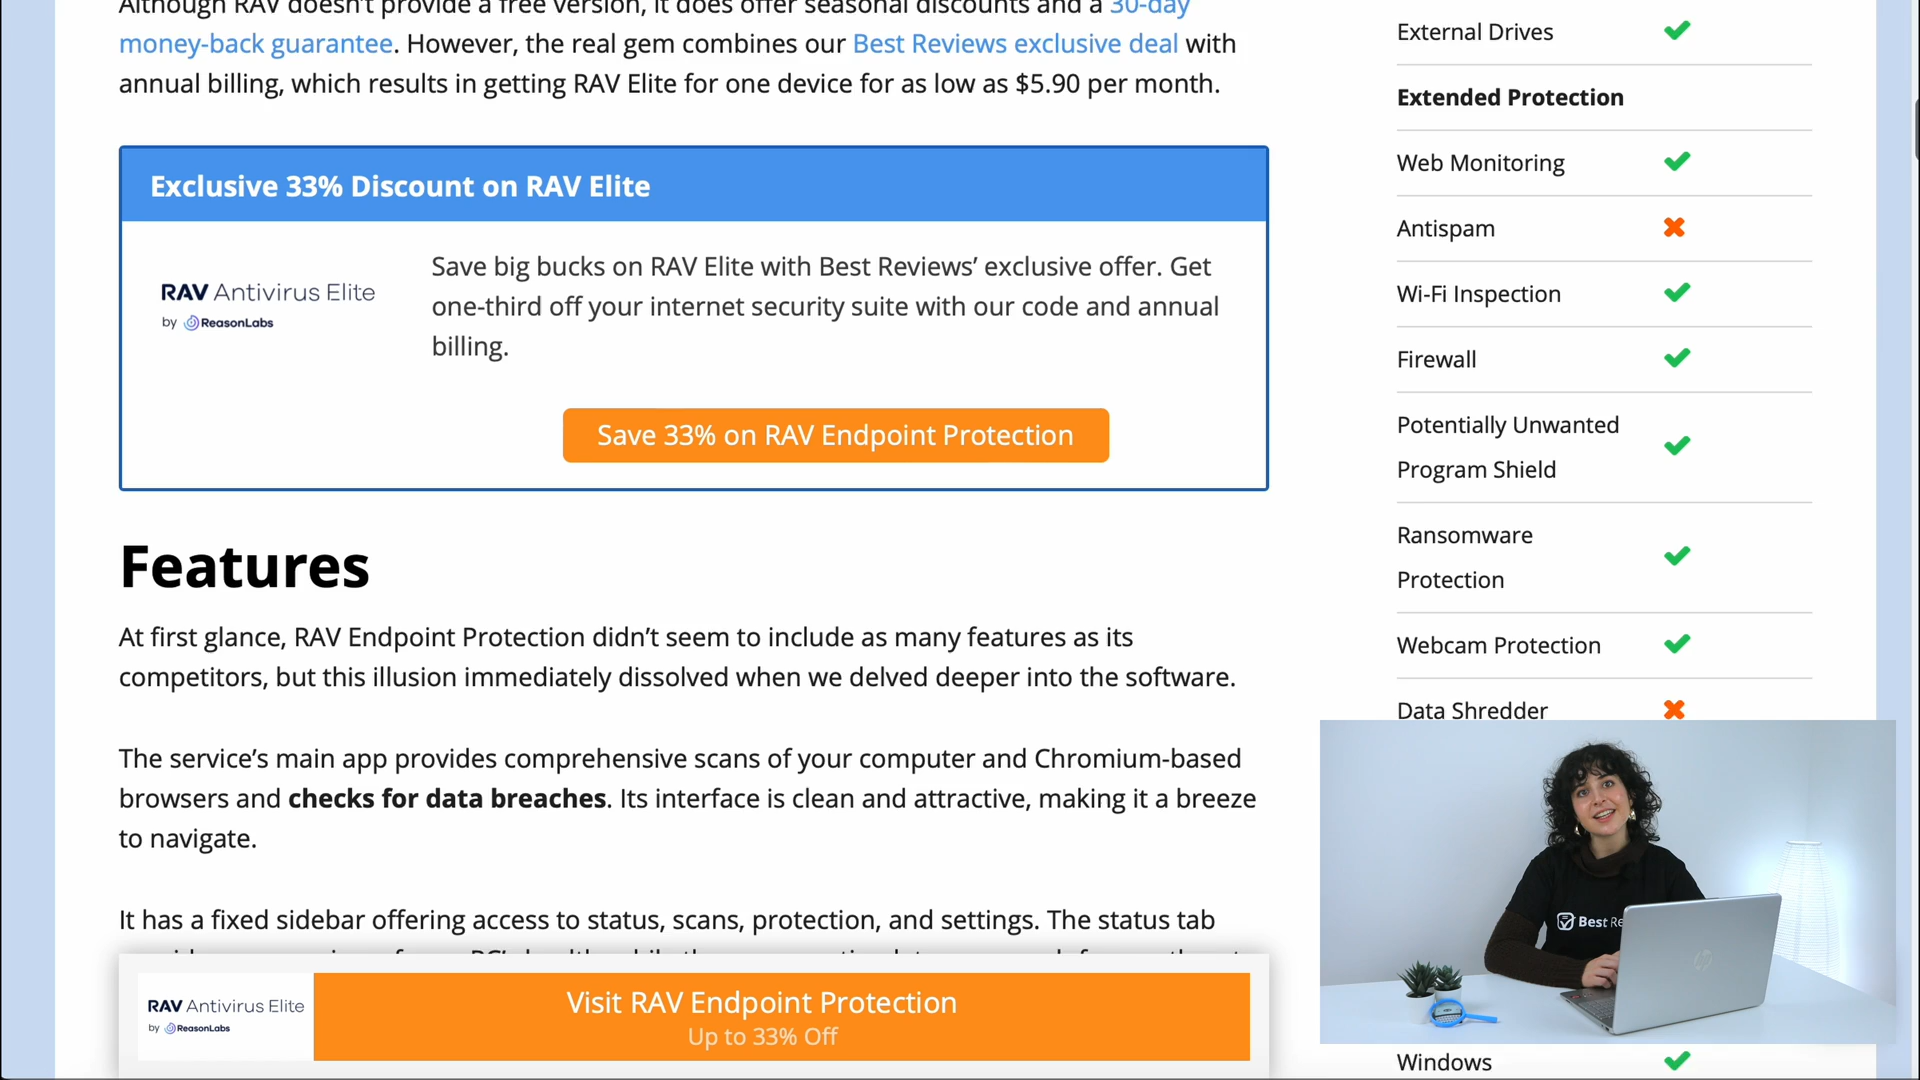 Although RAV doesn't provide a free version, it does offer seasonal discounts and a 30-day
money-back guarantee. However, the real gem combines our Best Reviews exclusive deal with
annual billing, which results in getting RAV Elite for one device for as low as $5.90 per month.
Exclusive 33% Discount on RAV Elite
RAV Antivirus Elite
by ReasonLabs
Save big bucks on RAV Elite with Best Reviews’ exclusive offer. Get
one-third off your internet security suite with our code and annual
billing.
Save 33% on RAV Endpoint Protection
Features
At first glance, RAV Endpoint Protection didn’t seem to include as many features as its
competitors, but this illusion immediately dissolved when we delved deeper into the software.
The service’s main app provides comprehensive scans of your computer and Chromium-based
browsers and checks for data breaches. Its interface is clean and attractive, making it a breeze
to navigate.
It has a fixed sidebar offering access to status, scans, protection, and settings. The status tab
RAV Antivirus Elite
by ReasonLabs
Visit RAV Endpoint Protection
Up to 33% Off
External Drives
Extended Protection
Web Monitoring
Antispam
Wi-Fi Inspection
Firewall
Potentially Unwanted
Program Shield
Ransomware
Protection
Webcam Protection
Data Shredder
Best Re
hp
Windows